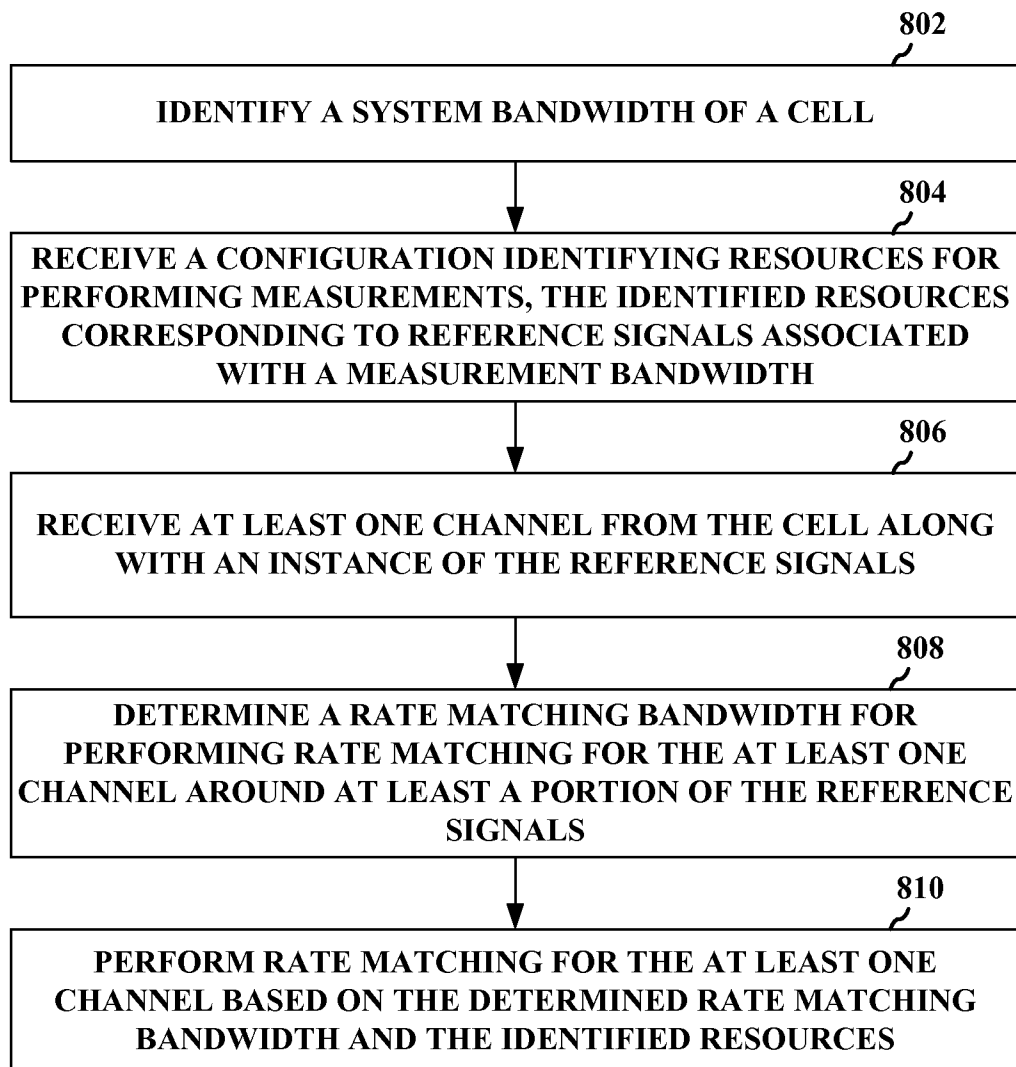 802
IDENTIFY A SYSTEM BANDWIDTH OF A CELL
804
RECEIVE A CONFIGURATION IDENTIFYING RESOURCES FOR
PERFORMING MEASUREMENTS, THE IDENTIFIED RESOURCES
CORRESPONDING TO REFERENCE SIGNALS ASSOCIATED
WITH A MEASUREMENT BANDWIDTH
806
RECEIVE AT LEAST ONE CHANNEL FROM THE CELL ALONG
WITH AN INSTANCE OF THE REFERENCE SIGNALS
808
DETERMINE A RATE MATCHING BANDWIDTH FOR
PERFORMING RATE MATCHING FOR THE AT LEAST ONE
CHANNEL AROUND AT LEAST A PORTION OF THE REFERENCE
SIGNALS
810
PERFORM RATE MATCHING FOR THE AT LEAST ONE
CHANNEL BASED ON THE DETERMINED RATE MATCHING
BANDWIDTH AND THE IDENTIFIED RESOURCES